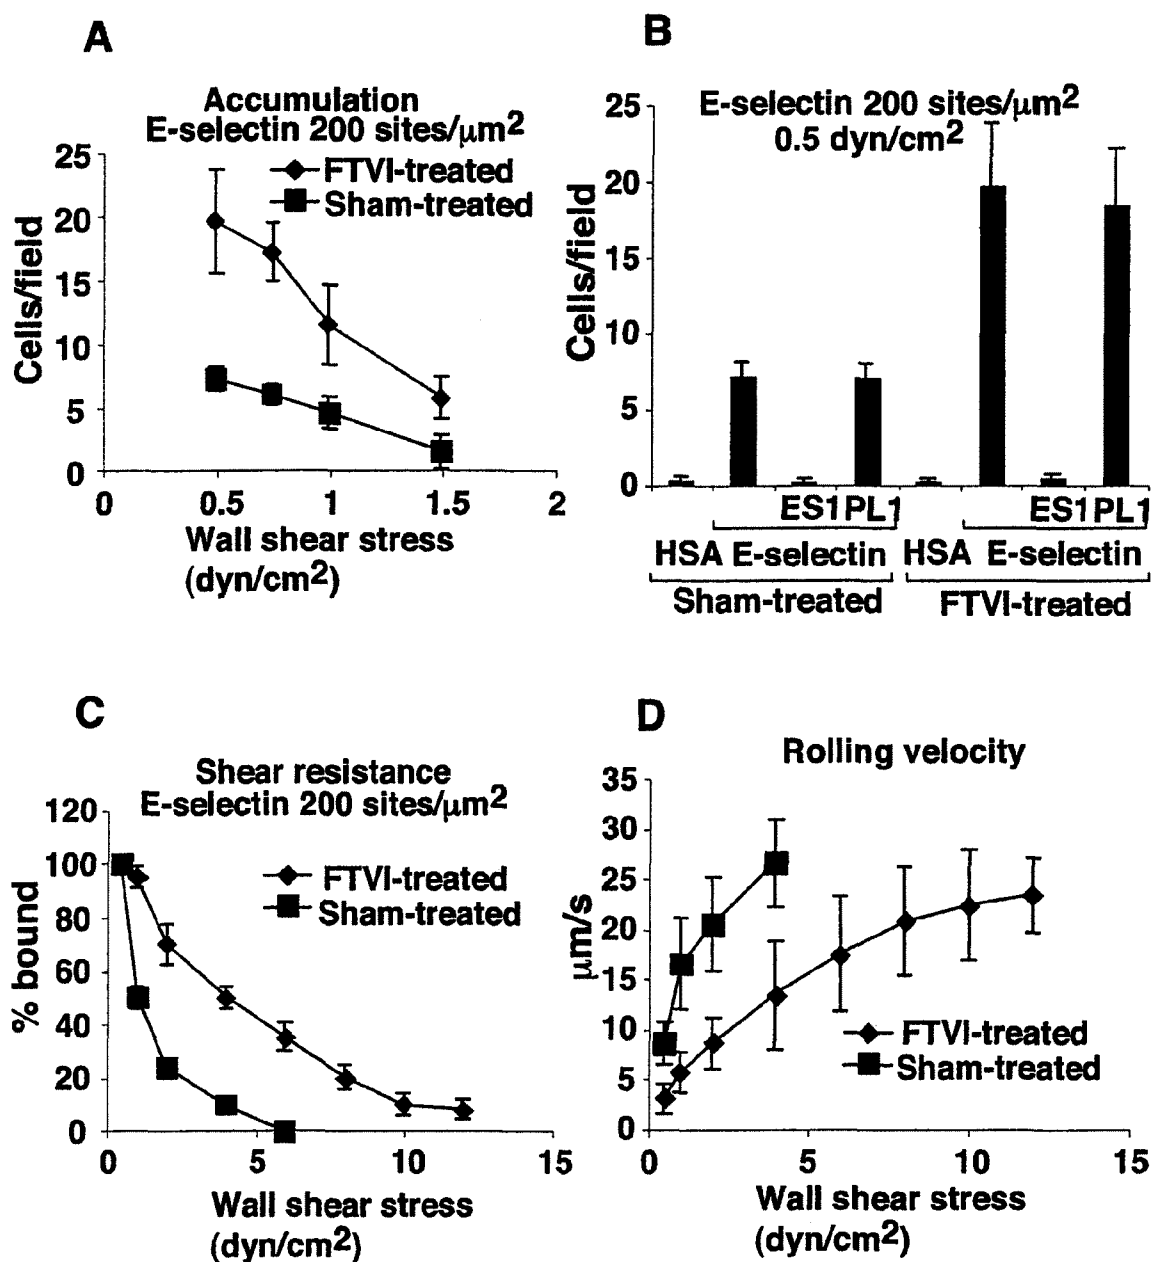 A
Accumulation
E-selectin 200 sites/μm2
FTVI-treated
Sham-treated
25
20
15
10
5
0
Cells/field
0 0.5 1 1.5 2
Wall shear stress
(dyn/cm2)
B
E-selectin 200 sites/μm2
0.5 dyn/cm2
25
20
15
10
5
0
Cells/field
ES1 PL1 ES1 PL1
HSA E-selectin HSA E-selectin
Sham-treated FTVI-treated
C
Shear resistance
E-selectin 200 sites/μm2
FTVI-treated
Sham-treated
120
100
80
60
40
20
0
% bound
0 5 10 15
Wall shear stress
(dyn/cm2)
D
Rolling velocity
35
30
25
20
15
10
5
0
μm/s
FTVI-treated
Sham-treated
0 5 10 15
Wall shear stress
(dyn/cm2)